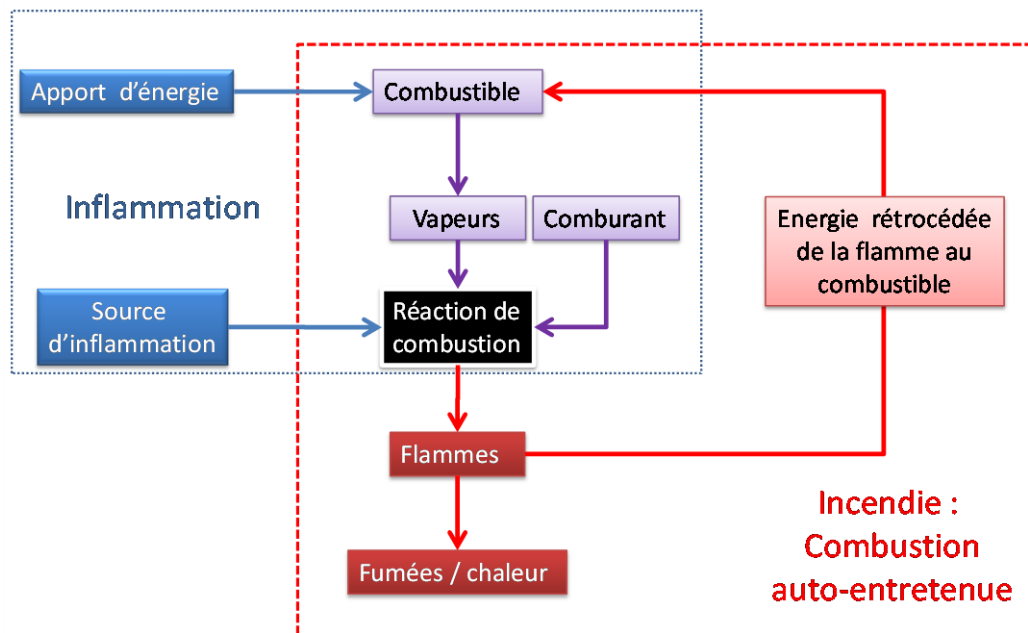 Apport d'énergie
Combustible
Inflammation
Vapeurs
Comburant
Energie rétrocédée
de la flamme au
combustible
Source
d'inflammation
Réaction de
combustion
Flammes
Incendie :
Combustion
auto-entretenue
Fumées / chaleur